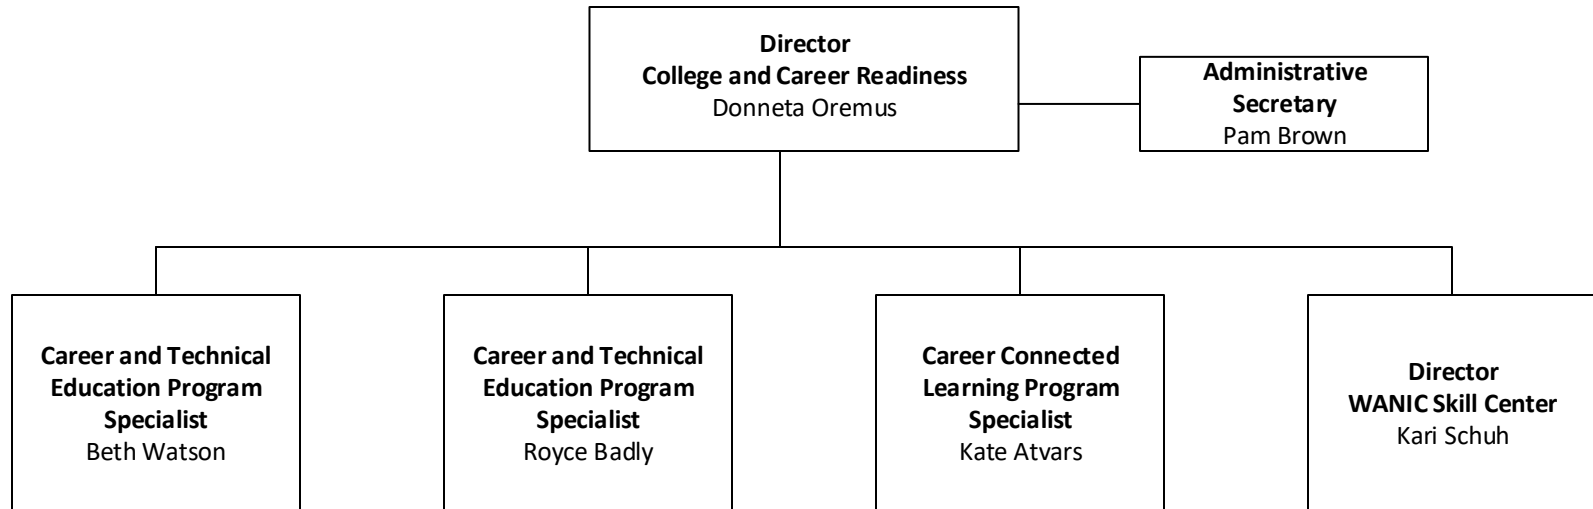 Director
College and Career Readiness
Donneta Oremus
Administrative
Secretary
Pam Brown
Career and Technical
Education Program
Specialist
Beth Watson
Career and Technical
Education Program
Specialist
Royce Badly
Career Connected
Learning Program
Specialist
Kate Atvars
Director
WANIC Skill Center
Kari Schuh